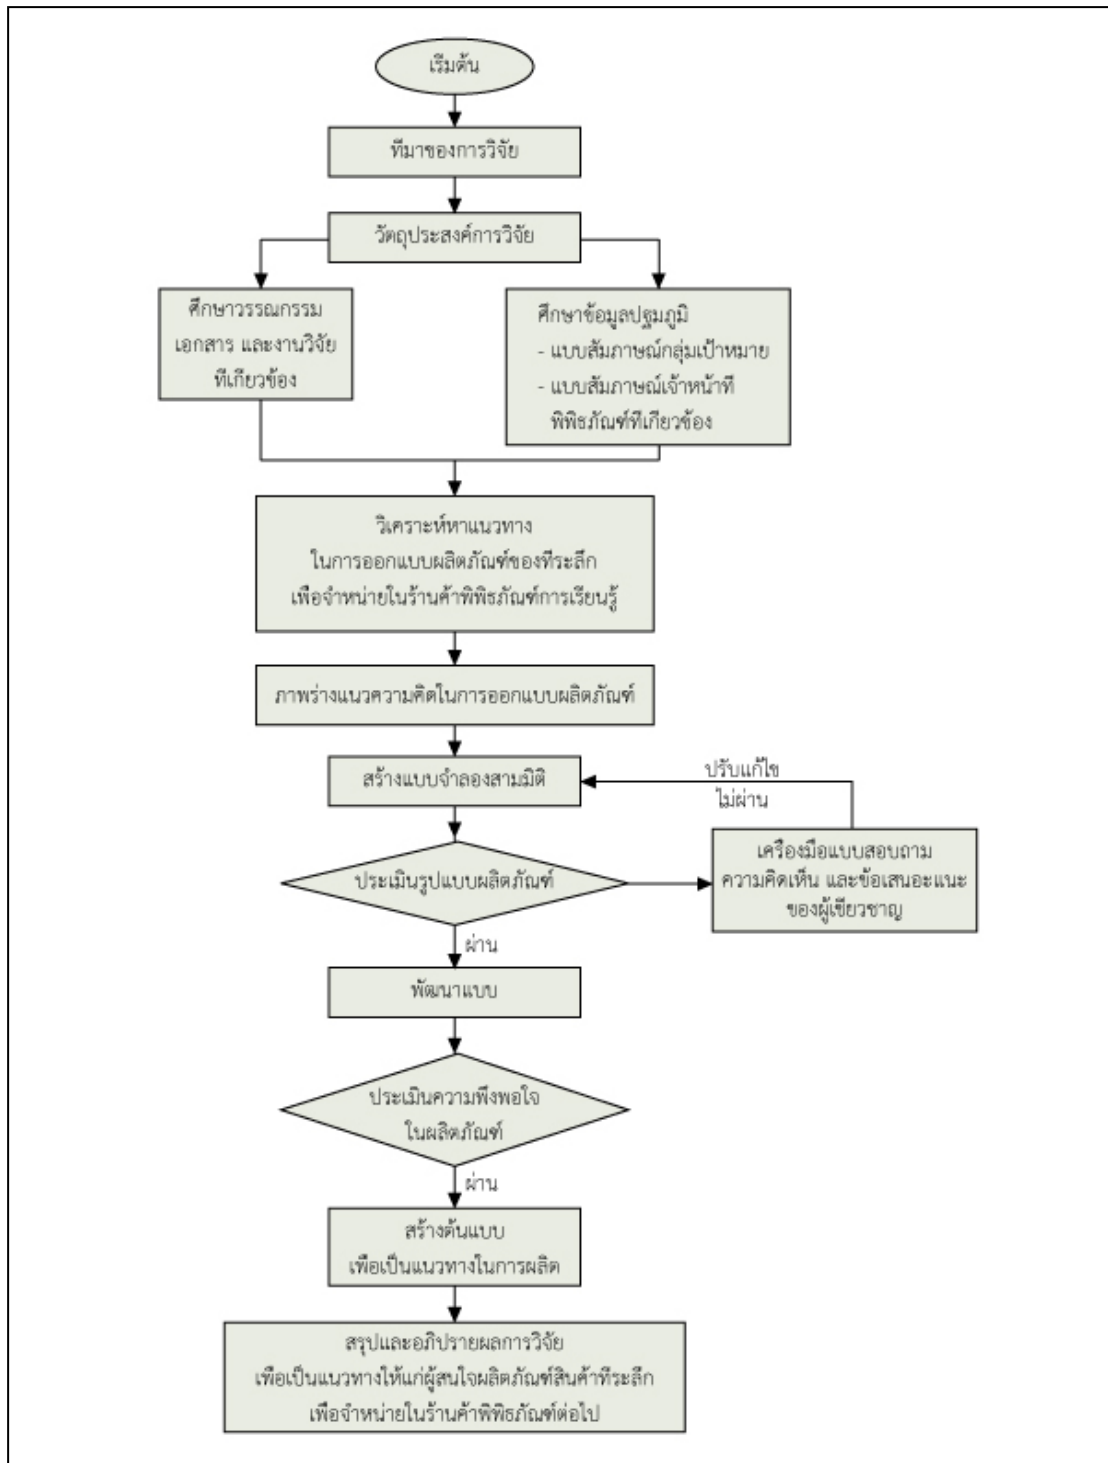 เริ่มต้น
ที่มาของการวิจัย
วัตถุประสงค์การวิจัย
ศึกษาวรรณกรรม
เอกสาร และงานวิจัย
ที่เกี่ยวข้อง
ศึกษาข้อมูลปฐมภูมิ
- แบบสัมภาษณ์กลุ่มเป้าหมาย
- แบบสัมภาษณ์เจ้าหน้าที่
พิพิธภัณฑ์ที่เกี่ยวข้อง
วิเคราะห์หาแนวทาง
ในการออกแบบผลิตภัณฑ์ของที่ระลึก
เพื่อจำหน่ายในร้านค้าพิพิธภัณฑ์การเรียนรู้
ภาพร่างแนวความคิดในการออกแบบผลิตภัณฑ์
สร้างแบบจำลองสามมิติ
ปรับแก้ไข
ไม่ผ่าน
ประเมินรูปแบบผลิตภัณฑ์
เครื่องมือแบบสอบถาม
ความคิดเห็น และข้อเสนอะแนะ
ของผู้เชี่ยวชาญ
ผ่าน
พัฒนาแบบ
ประเมินความพึงพอใจ
ในผลิตภัณฑ์
ผ่าน
สร้างต้นแบบ
เพื่อเป็นแนวทางในการผลิต
สรุปและอภิปรายผลการวิจัย
เพื่อเป็นแนวทางให้แก่ผู้สนใจผลิตภัณฑ์สินค้าที่ระลึก
เพื่อจำหน่ายในร้านค้าพิพิธภัณฑ์ต่อไป